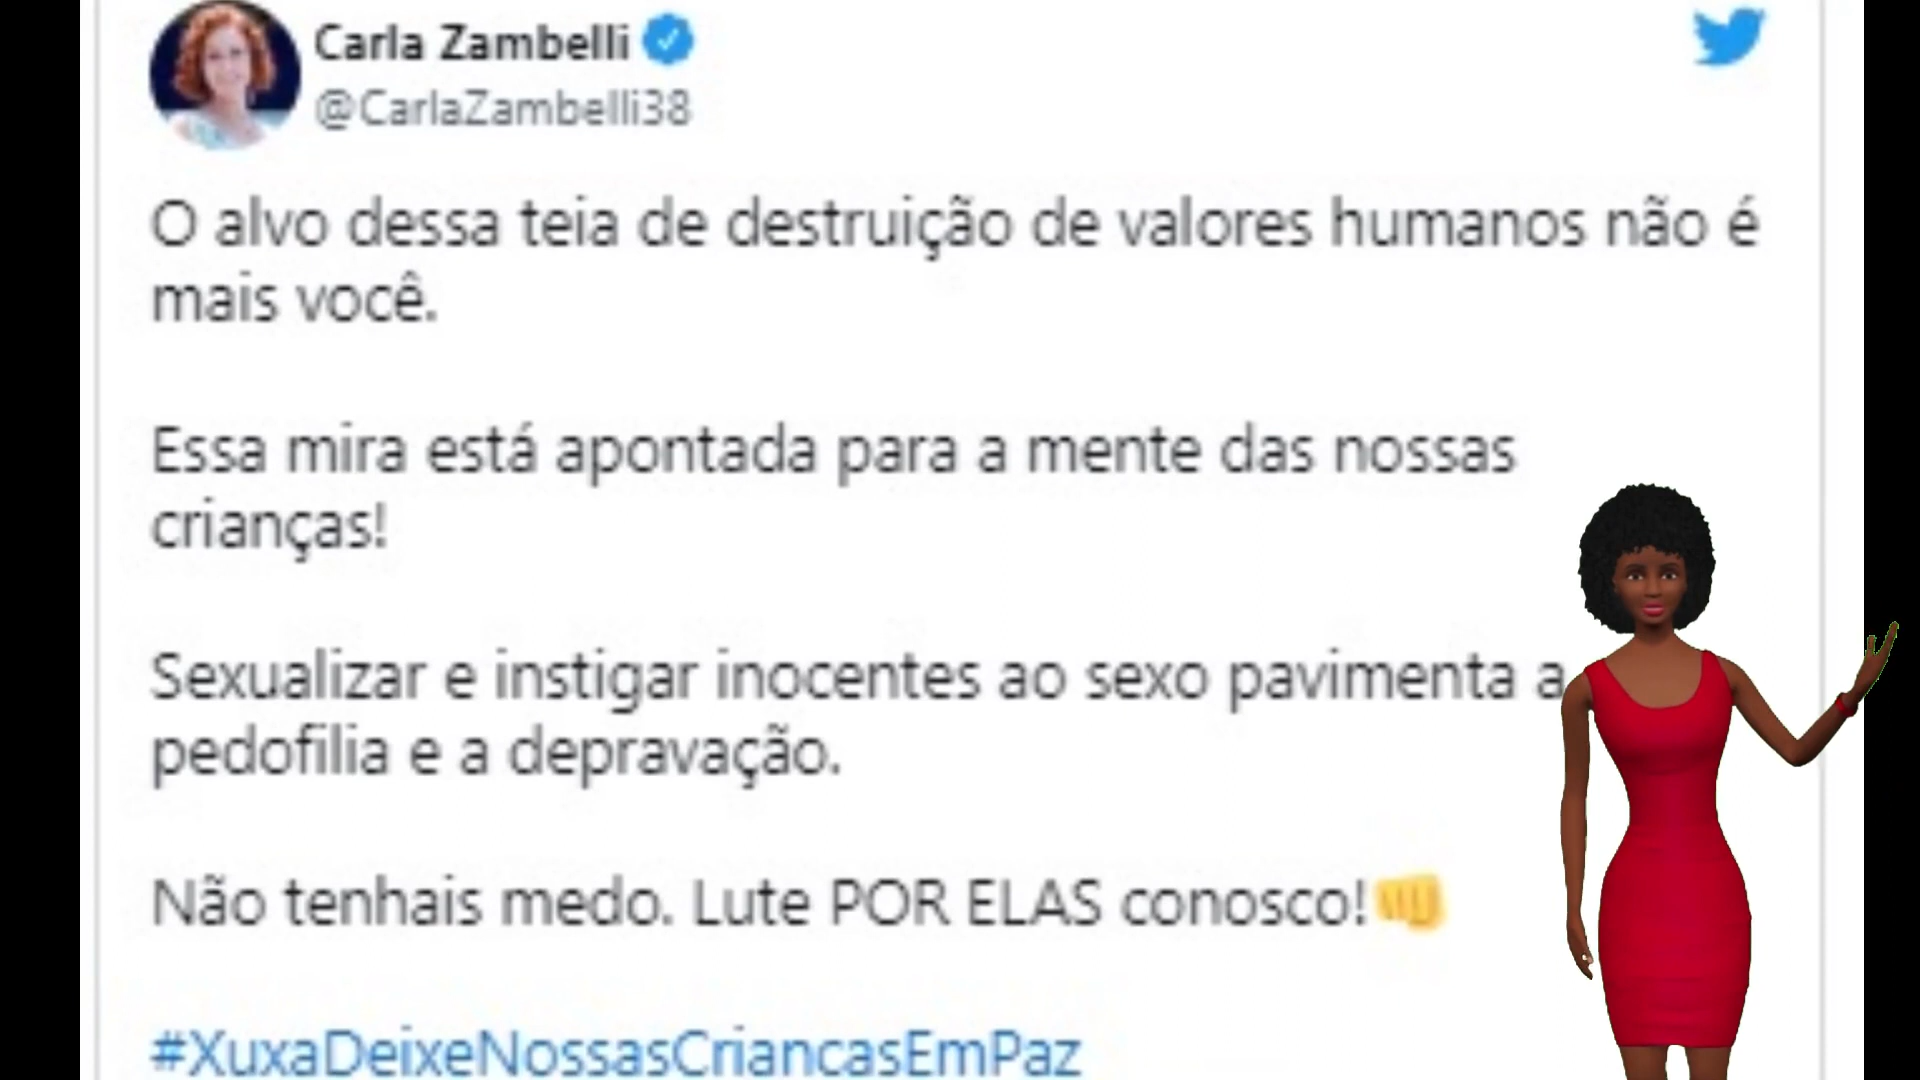 Carla Zambelli
@CarlaZambelli38
O alvo dessa teia de destruição de valores humanos não é
mais você.
Essa mira está apontada para a mente das nossas
crianças!
Sexualizar e instigar inocentes ao sexo pavimenta a
pedofilia e a depravação.
Não tenhais medo. Lute POR ELAS conosco!👊
#XuxaDeixeNossasCriancasEmPaz